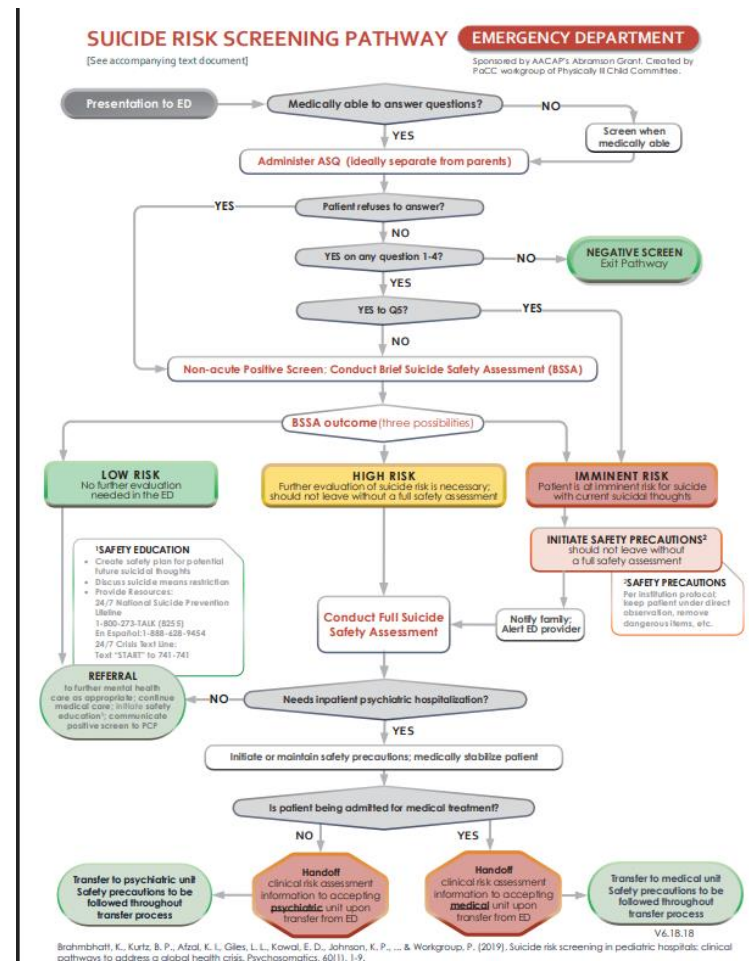 SUICIDE RISK SCREENING PATHWAY
EMERGENCY DEPARTMENT
[See accompanying text document]
Sponsored by AACAP's Abramson Grant. Created by
PaCC workgroup of Physically Ill Child Committee.
Presentation to ED
Medically able to answer questions?
NO
YES
Screen when
medically able
Administer ASQ (ideally separate from parents)
YES
Patient refuses to answer?
NO
YES on any question 1-4?
NO
NEGATIVE SCREEN
Exit Pathway
YES
YES to Q5?
YES
NO
Non-acute Positive Screen: Conduct Brief Suicide Safety Assessment (BSSA)
BSSA outcome (three possibilities)
LOW RISK
No further evaluation
needed in the ED
HIGH RISK
Further evaluation of suicide risk is necessary;
should not leave without a full safety assessment
IMMINENT RISK
Patient is at imminent risk for suicide
with current suicidal thoughts
INITIATE SAFETY PRECAUTIONS²
should not leave without
a full safety assessment
¹SAFETY EDUCATION
• Create safety plan for potential
future suicidal thoughts
• Discuss suicide means restriction
• Provide Resources:
24/7 National Suicide Prevention
Lifeline
1-800-273-TALK (8255)
En Español:1-888-628-9454
24/7 Crisis Text Line:
Text "START" to 741-741
²SAFETY PRECAUTIONS
Per institution protocol;
keep patient under direct
observation, remove
dangerous items, etc.
Conduct Full Suicide
Safety Assessment
Notify family;
Alert ED provider
REFERRAL
to further mental health
care as appropriate; continue
medical care; initiate safety
education¹; communicate
positive screen to PCP
NO
Needs inpatient psychiatric hospitalization?
YES
Initiate or maintain safety precautions; medically stabilize patient
Is patient being admitted for medical treatment?
NO
YES
Transfer to psychiatric unit
Safety precautions to be
followed throughout
transfer process
Handoff
clinical risk assessment
information to accepting
psychiatric unit upon
transfer from ED
Handoff
clinical risk assessment
information to accepting
medical unit upon
transfer from ED
Transfer to medical unit
Safety precautions to be
followed throughout
transfer process
V6.18.18
Brahmbhatt, K., Kurtz, B. P., Afzal, K. I., Giles, L. L., Kowal, E. D., Johnson, K. P., ... & Workgroup, P. (2019). Suicide risk screening in pediatric hospitals: clinical
pathways to address a global health crisis. Psychosomatics, 60(1), 1-9.